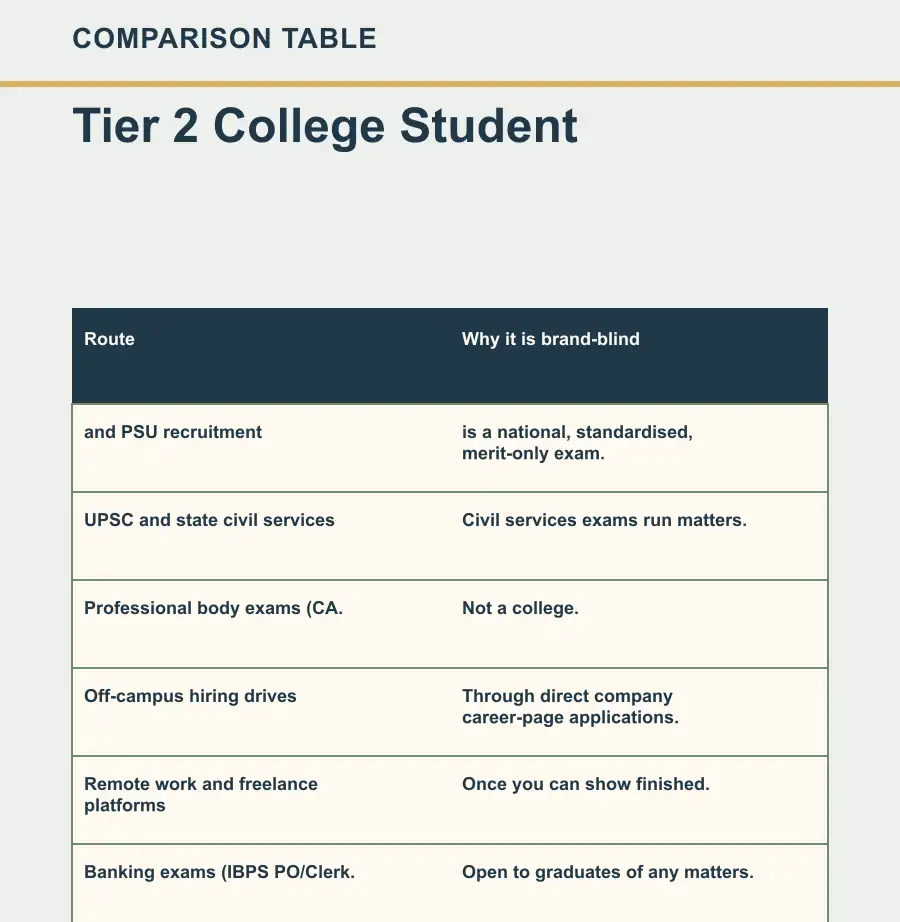 COMPARISON TABLE
Tier 2 College Student
Route
Why it is brand-blind
and PSU recruitment
is a national, standardised,
merit-only exam.
UPSC and state civil services
Civil services exams run matters.
Professional body exams (CA.
Not a college.
Off-campus hiring drives
Through direct company
career-page applications.
Remote work and freelance
platforms
Once you can show finished.
Banking exams (IBPS PO/Clerk.
Open to graduates of any matters.